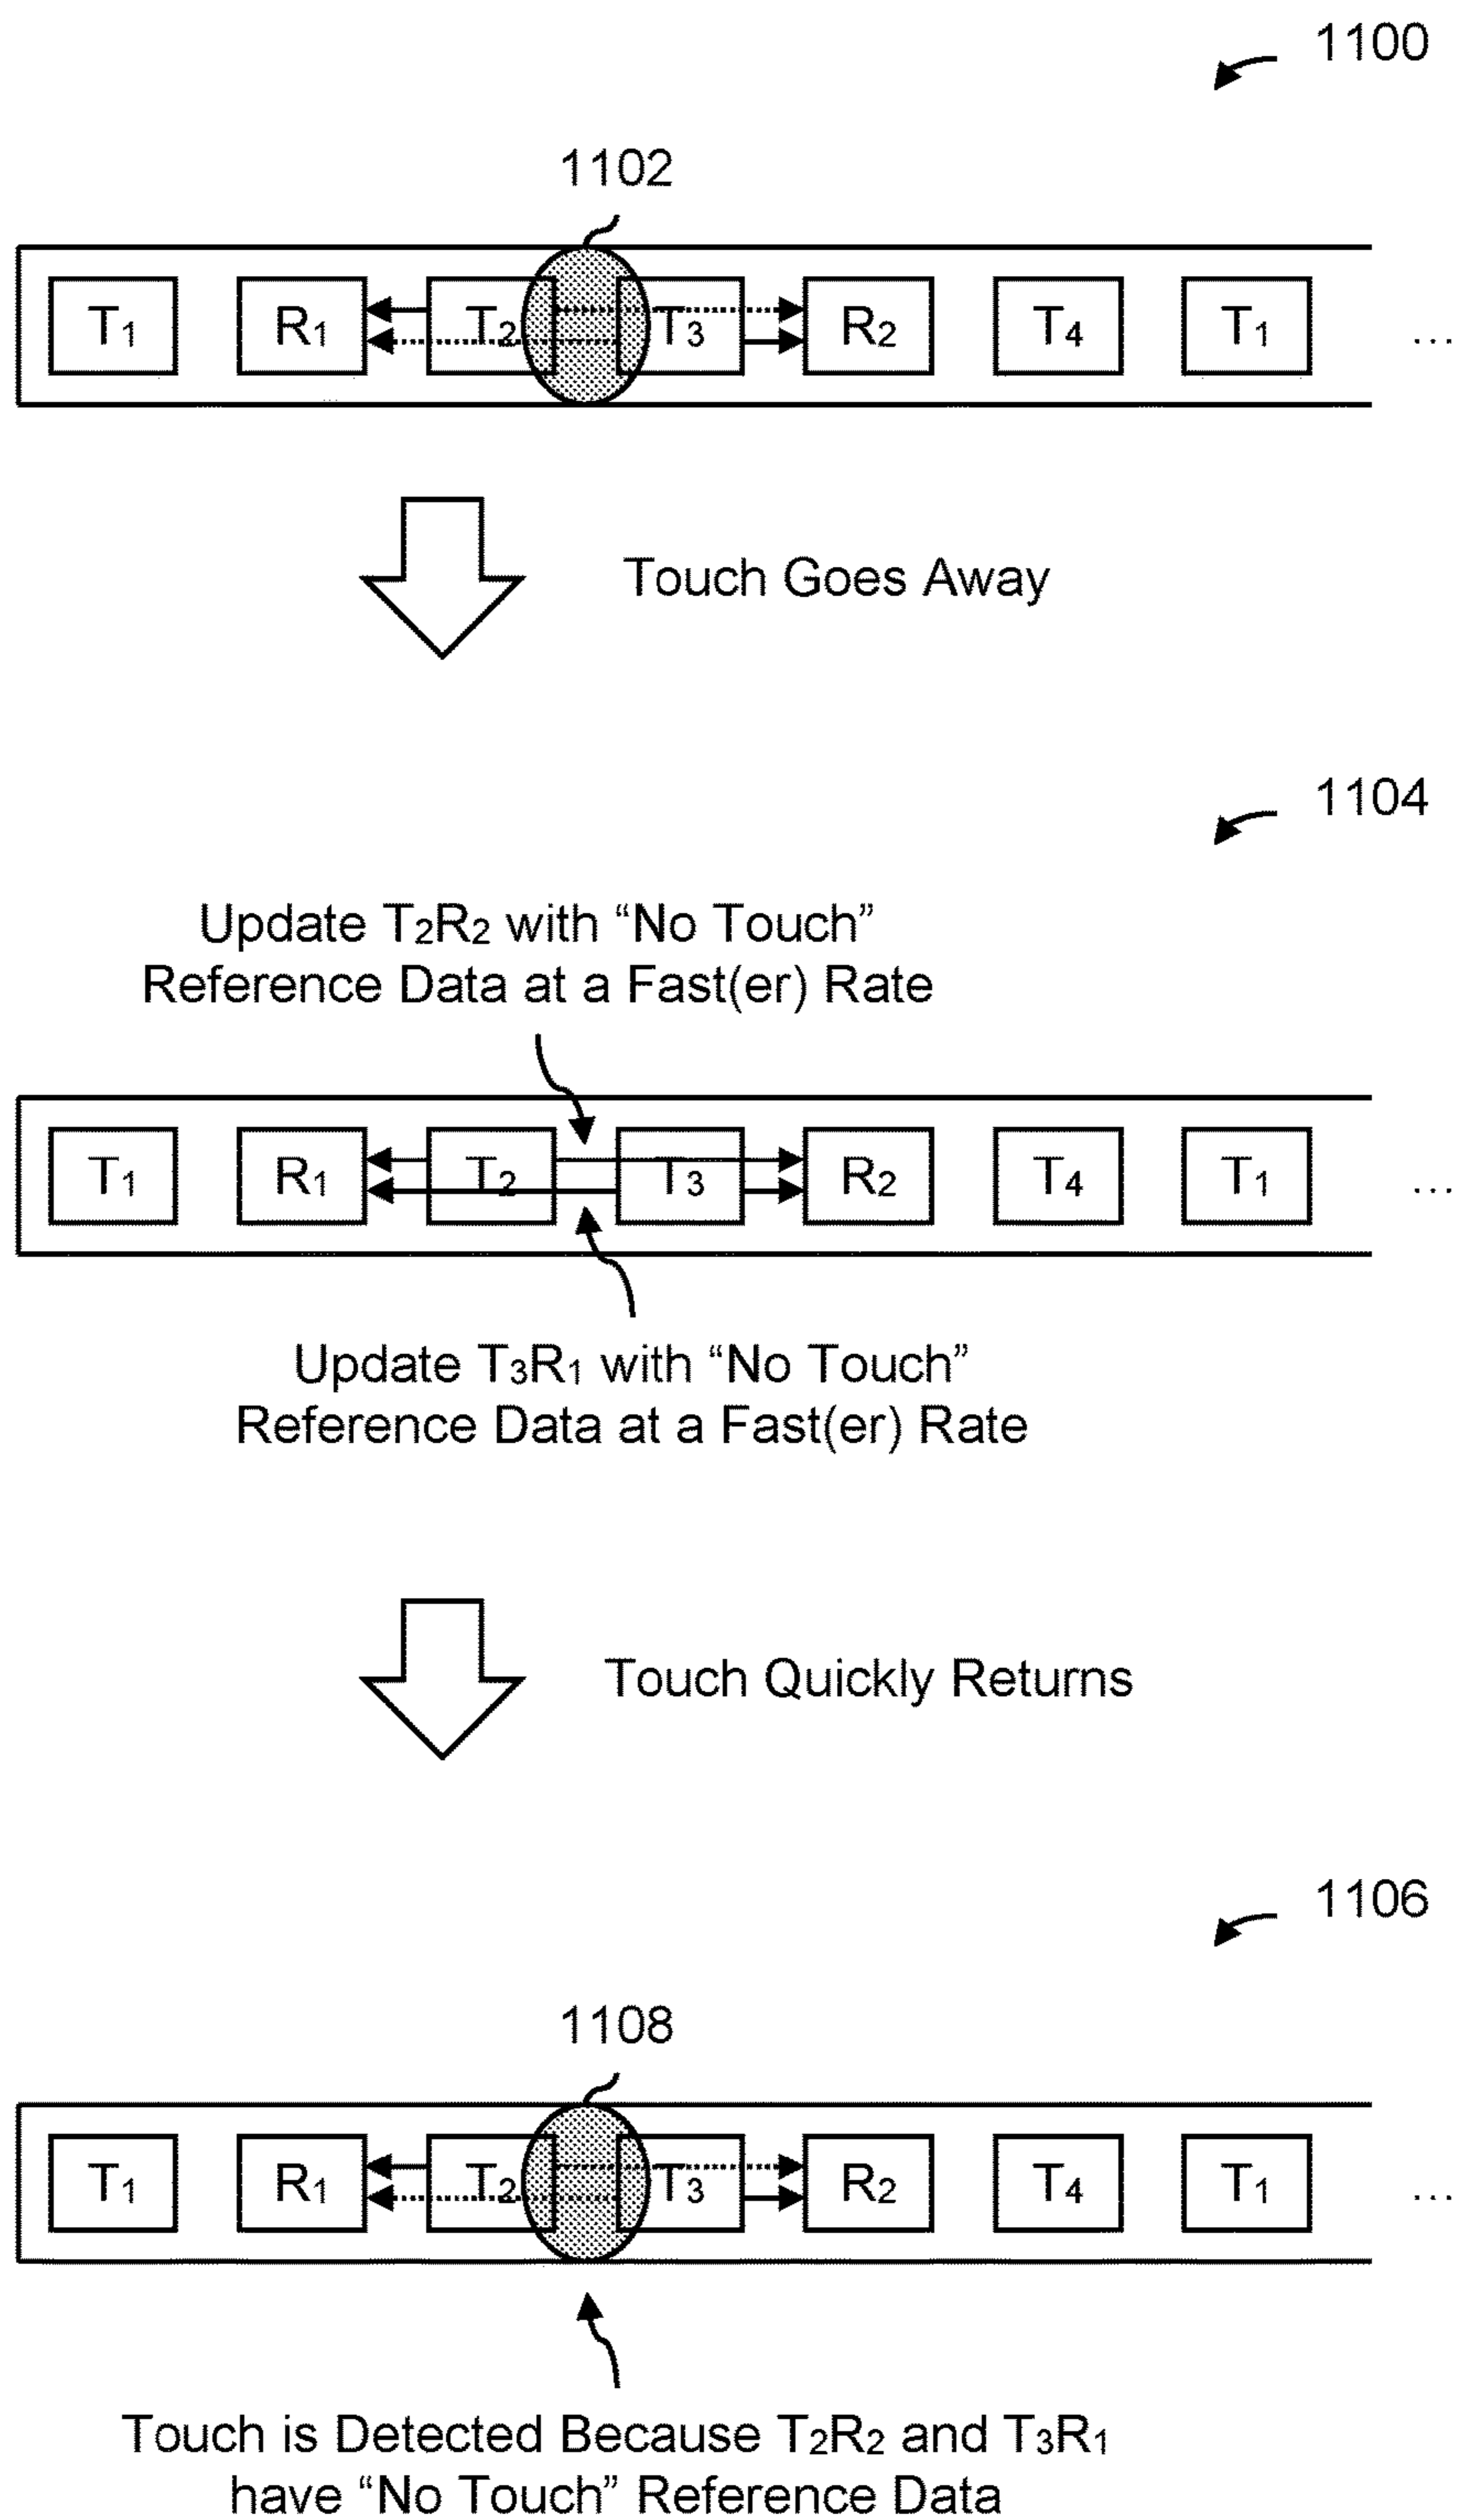 1100
1102
T1 R1 T2 T3 R2 T4 T1 ...
Touch Goes Away
1104
Update T2R2 with “No Touch”
Reference Data at a Fast(er) Rate
T1 R1 T2 T3 R2 T4 T1 ...
Update T3R1 with “No Touch”
Reference Data at a Fast(er) Rate
Touch Quickly Returns
1106
1108
T1 R1 T2 T3 R2 T4 T1 ...
Touch is Detected Because T2R2 and T3R1
have “No Touch” Reference Data